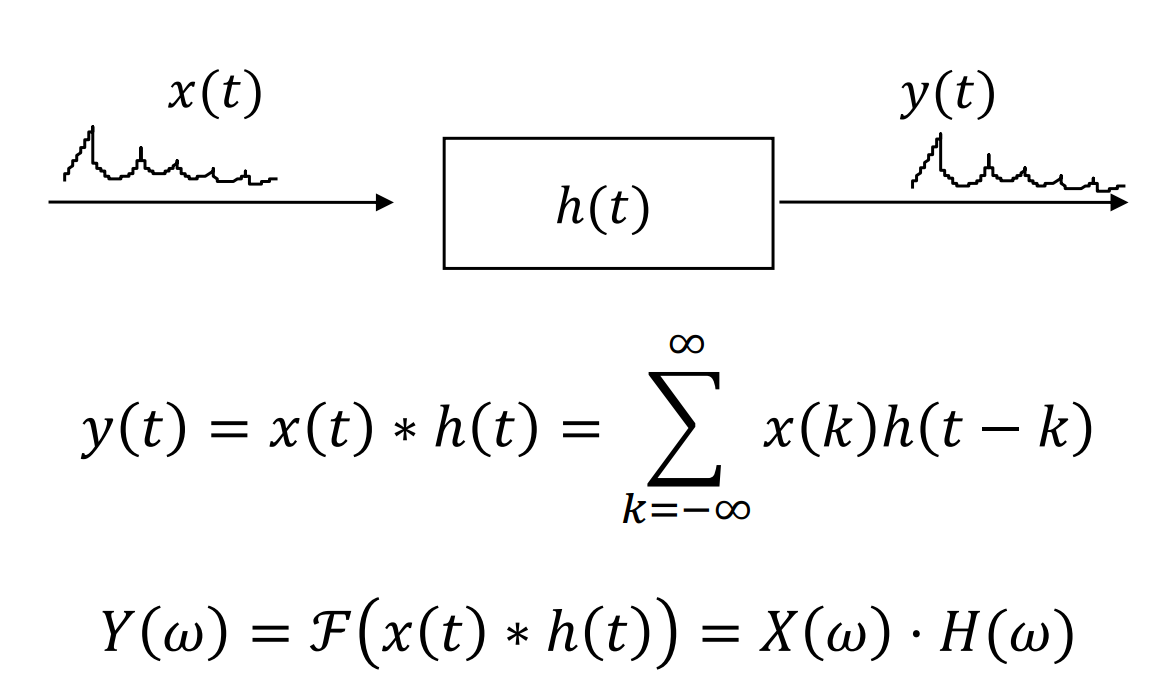 x(t)
y(t)
h(t)
y(t) = x(t) ∗ h(t) = ∑_{k=−∞}^{∞} x(k)h(t − k)
Y(ω) = ℱ(x(t) ∗ h(t)) = X(ω) · H(ω)